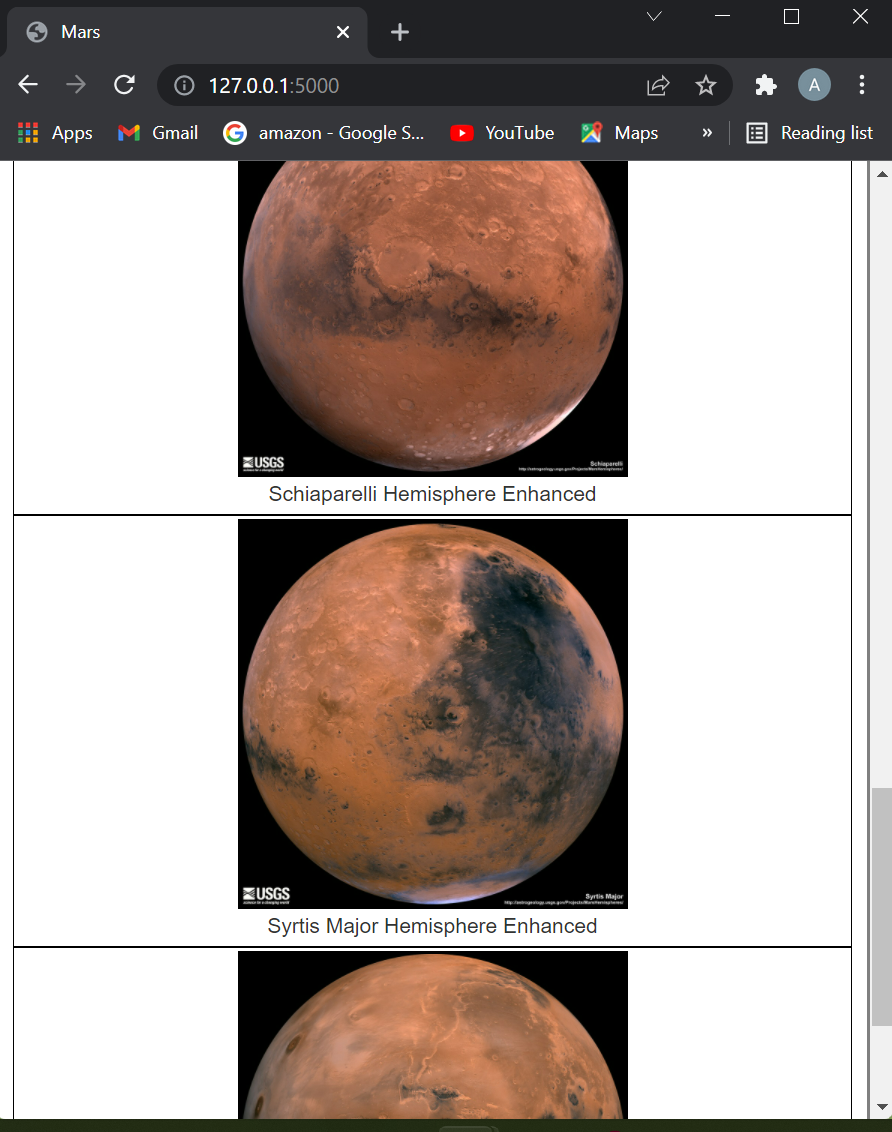 Mars
127.0.0.1:5000
A
Apps Gmail amazon - Google S... YouTube Maps » Reading list
USGS
Schiaparelli
Schiaparelli Hemisphere Enhanced
USGS
Syrtis Major
Syrtis Major Hemisphere Enhanced